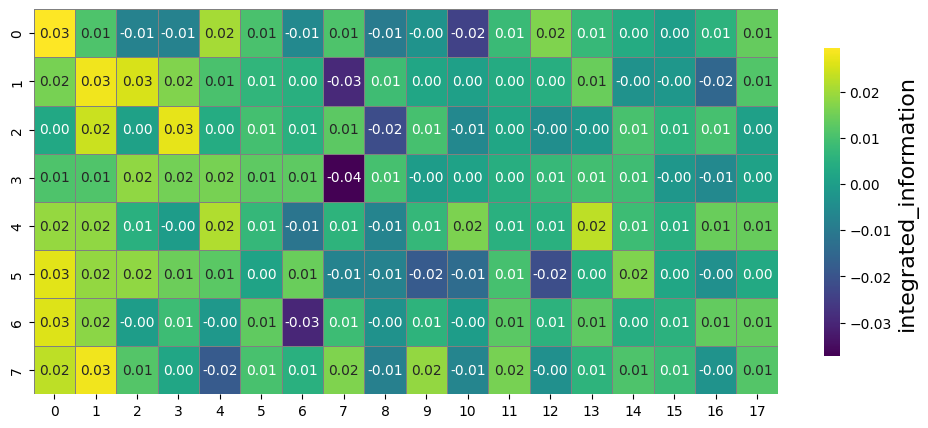 0 0.03 0.01 -0.01 -0.01 0.02 0.01 -0.01 0.01 -0.01 -0.00 -0.02 0.01 0.02 0.01 0.00 0.00 0.01 0.01
1 0.02 0.03 0.03 0.02 0.01 0.01 0.00 -0.03 0.01 0.00 0.00 0.00 0.00 0.01 -0.00 -0.00 -0.02 0.01
2 0.00 0.02 0.00 0.03 0.00 0.01 0.01 0.01 -0.02 0.01 -0.01 0.00 -0.00 -0.00 0.01 0.01 0.01 0.00
3 0.01 0.01 0.02 0.02 0.02 0.01 0.01 -0.04 0.01 -0.00 0.00 0.00 0.01 0.01 0.01 -0.00 -0.01 0.00
4 0.02 0.02 0.01 -0.00 0.02 0.01 -0.01 0.01 -0.01 0.01 0.02 0.01 0.01 0.02 0.01 0.01 0.01 0.01
5 0.03 0.02 0.02 0.01 0.01 0.00 0.01 -0.01 -0.01 -0.02 -0.01 0.01 -0.02 0.00 0.02 0.00 -0.00 0.00
6 0.03 0.02 -0.00 0.01 -0.00 0.01 -0.03 0.01 -0.00 0.01 -0.00 0.01 0.01 0.01 0.00 0.01 0.01 0.01
7 0.02 0.03 0.01 0.00 -0.02 0.01 0.01 0.02 -0.01 0.02 -0.01 0.02 -0.00 0.01 0.01 0.01 -0.00 0.01
0 1 2 3 4 5 6 7 8 9 10 11 12 13 14 15 16 17
0.02
0.01
0.00
−0.01
−0.02
−0.03
integrated_information